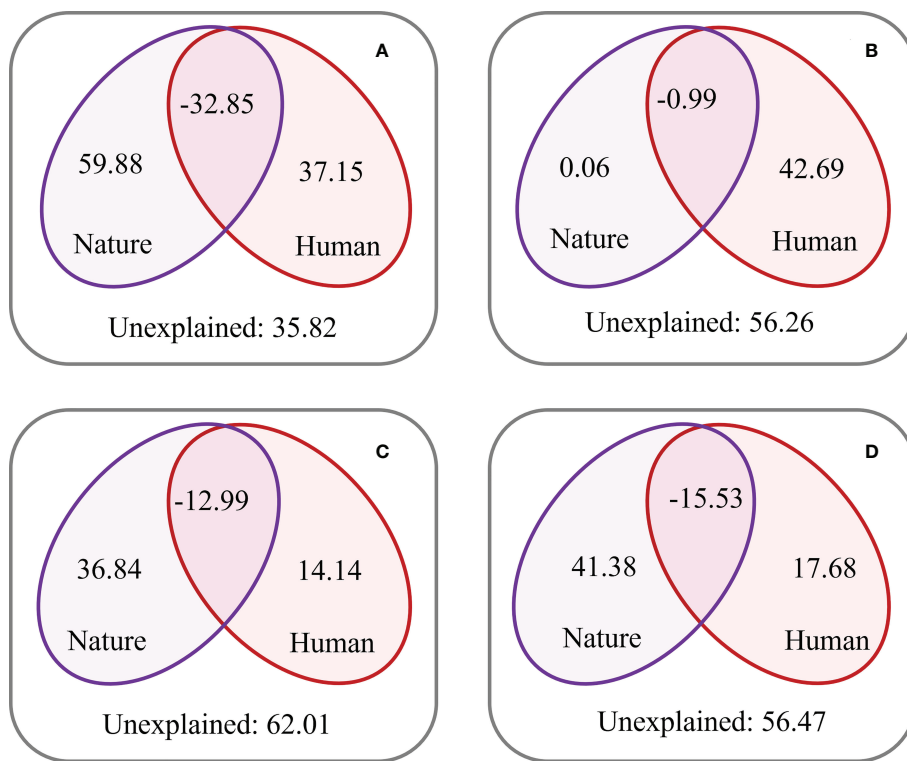 A
-32.85
59.88
37.15
Nature
Human
Unexplained: 35.82
B
-0.99
0.06
42.69
Nature
Human
Unexplained: 56.26
C
-12.99
36.84
14.14
Nature
Human
Unexplained: 62.01
D
-15.53
41.38
17.68
Nature
Human
Unexplained: 56.47